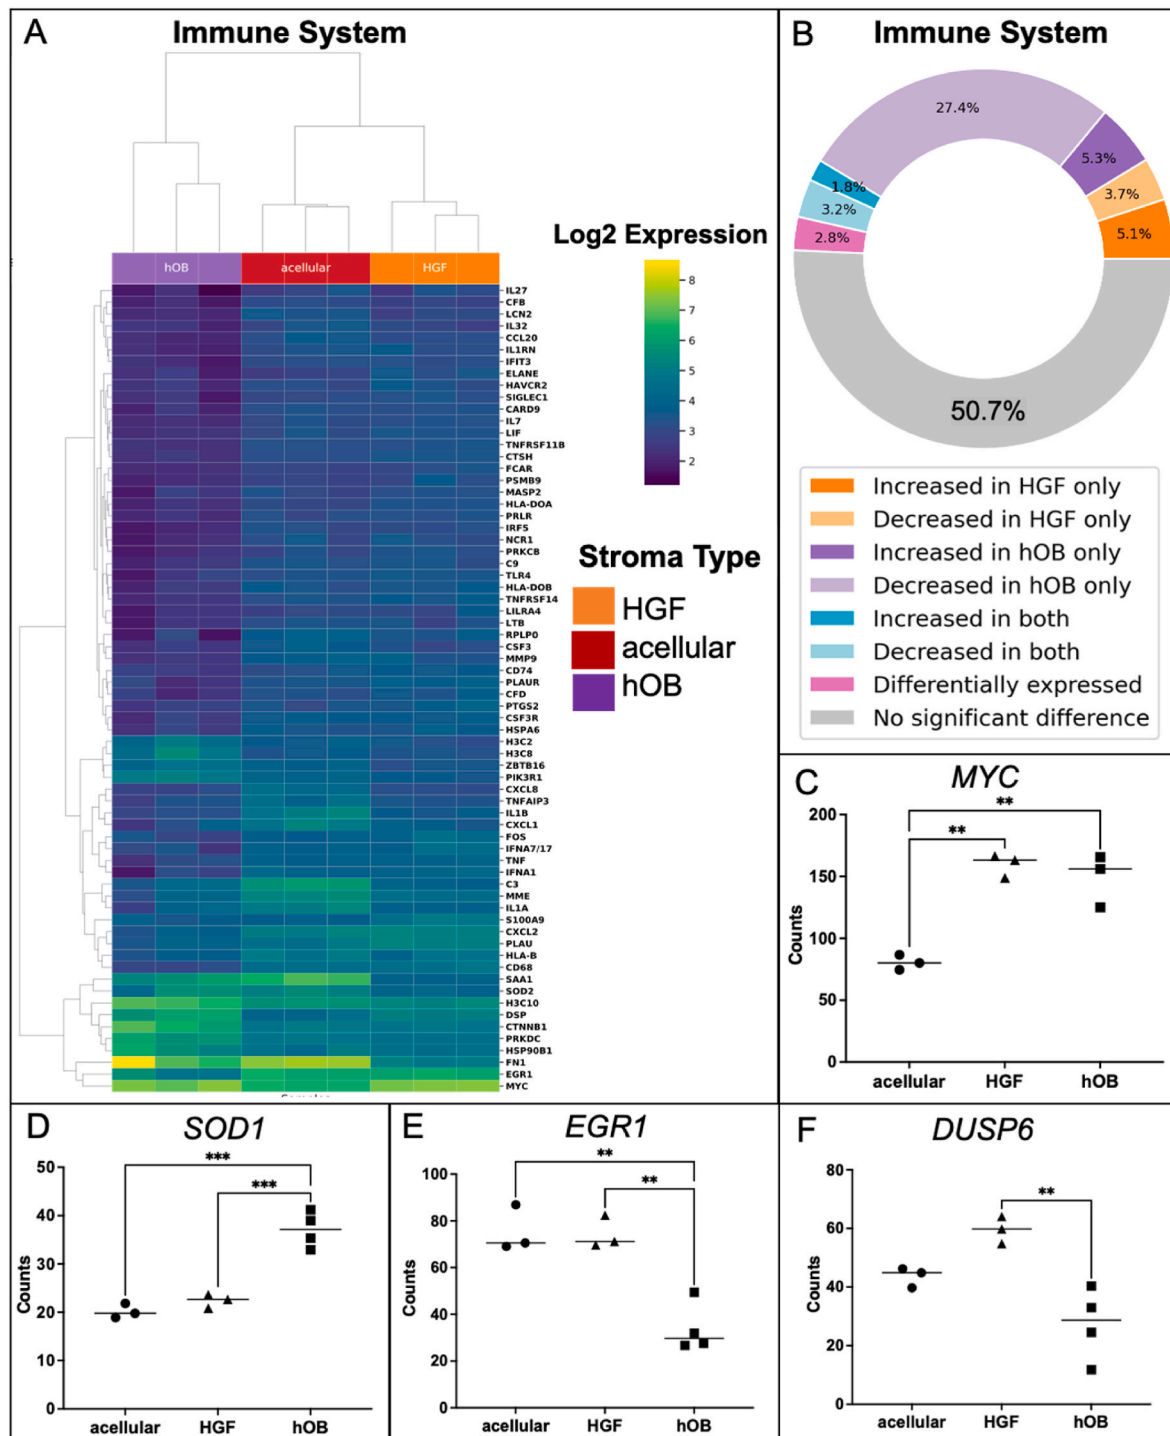 A
Immune System
hOB
acellular
HGF
IL27
CFB
LCN2
IL32
CCL20
IL1RN
IFIT3
ELANE
HAVCR2
SIGLEC1
CARD9
IL7
LIF
TNFRSF11B
CTSH
FCAR
PSMB9
MASP2
HLA-DOA
PRLR
IRF5
NCR1
PRKCB
C9
TLR4
HLA-DOB
TNFRSF14
LILRA4
LTB
RPLP0
CSF3
MMP9
CD74
PLAUR
CFD
PTGS2
CSF3R
HSPA6
H3C2
H3C8
ZBTB16
PIK3R1
CXCL8
TNFAIP3
IL1B
CXCL1
FOS
IFNA7/17
TNF
IFNA1
C3
MME
IL1A
S100A9
CXCL2
PLAU
HLA-B
CD68
SAA1
SOD2
H3C10
DSP
CTNNB1
PRKDC
HSP90B1
FN1
EGR1
MYC
Log2 Expression
8
7
6
5
4
3
2
Stroma Type
HGF
acellular
hOB
B
Immune System
27.4%
5.3%
3.7%
5.1%
1.8%
3.2%
2.8%
50.7%
Increased in HGF only
Decreased in HGF only
Increased in hOB only
Decreased in hOB only
Increased in both
Decreased in both
Differentially expressed
No significant difference
C
MYC
Counts
200
150
100
50
0
**
**
acellular HGF hOB
D
SOD1
Counts
50
40
30
20
10
0
***
***
acellular HGF hOB
E
EGR1
Counts
100
80
60
40
20
0
**
**
acellular HGF hOB
F
DUSP6
Counts
80
60
40
20
0
**
acellular HGF hOB